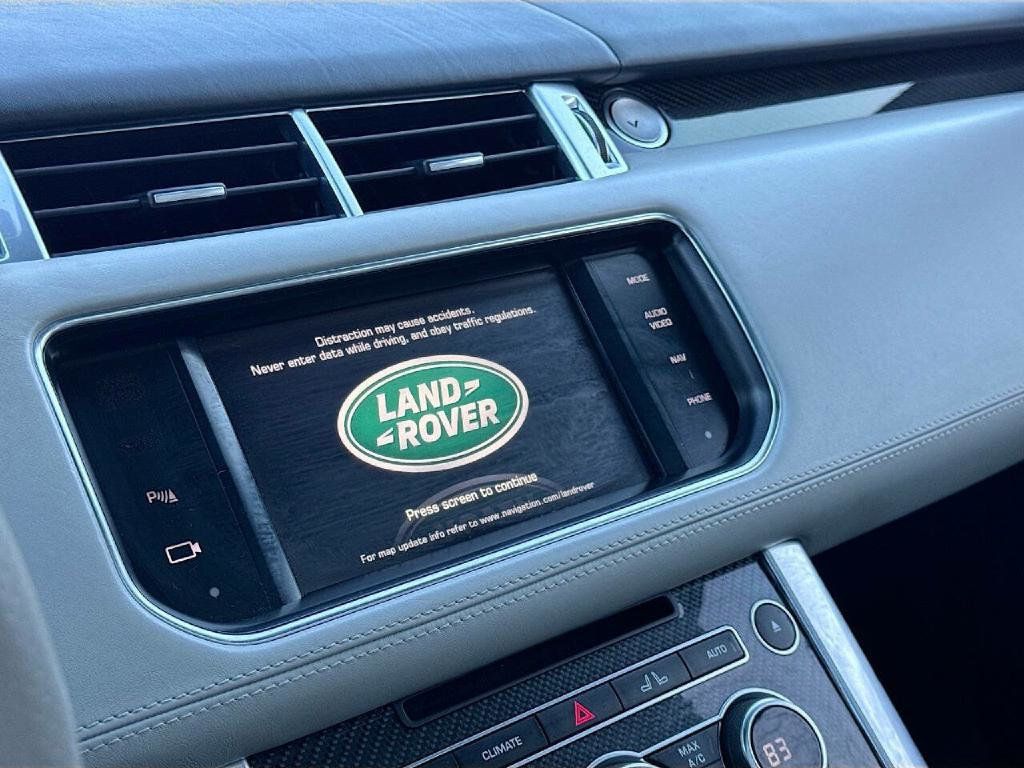 MODE
Distraction may cause accidents.
Never enter data while driving, and obey traffic regulations.
AUDIO
VIDEO
NAV
LAND
ROVER
PHONE
P
Press screen to continue
For map update info refer to www.navigation.com/landrover
AUTO
CLIMATE
MAX
A/C
83